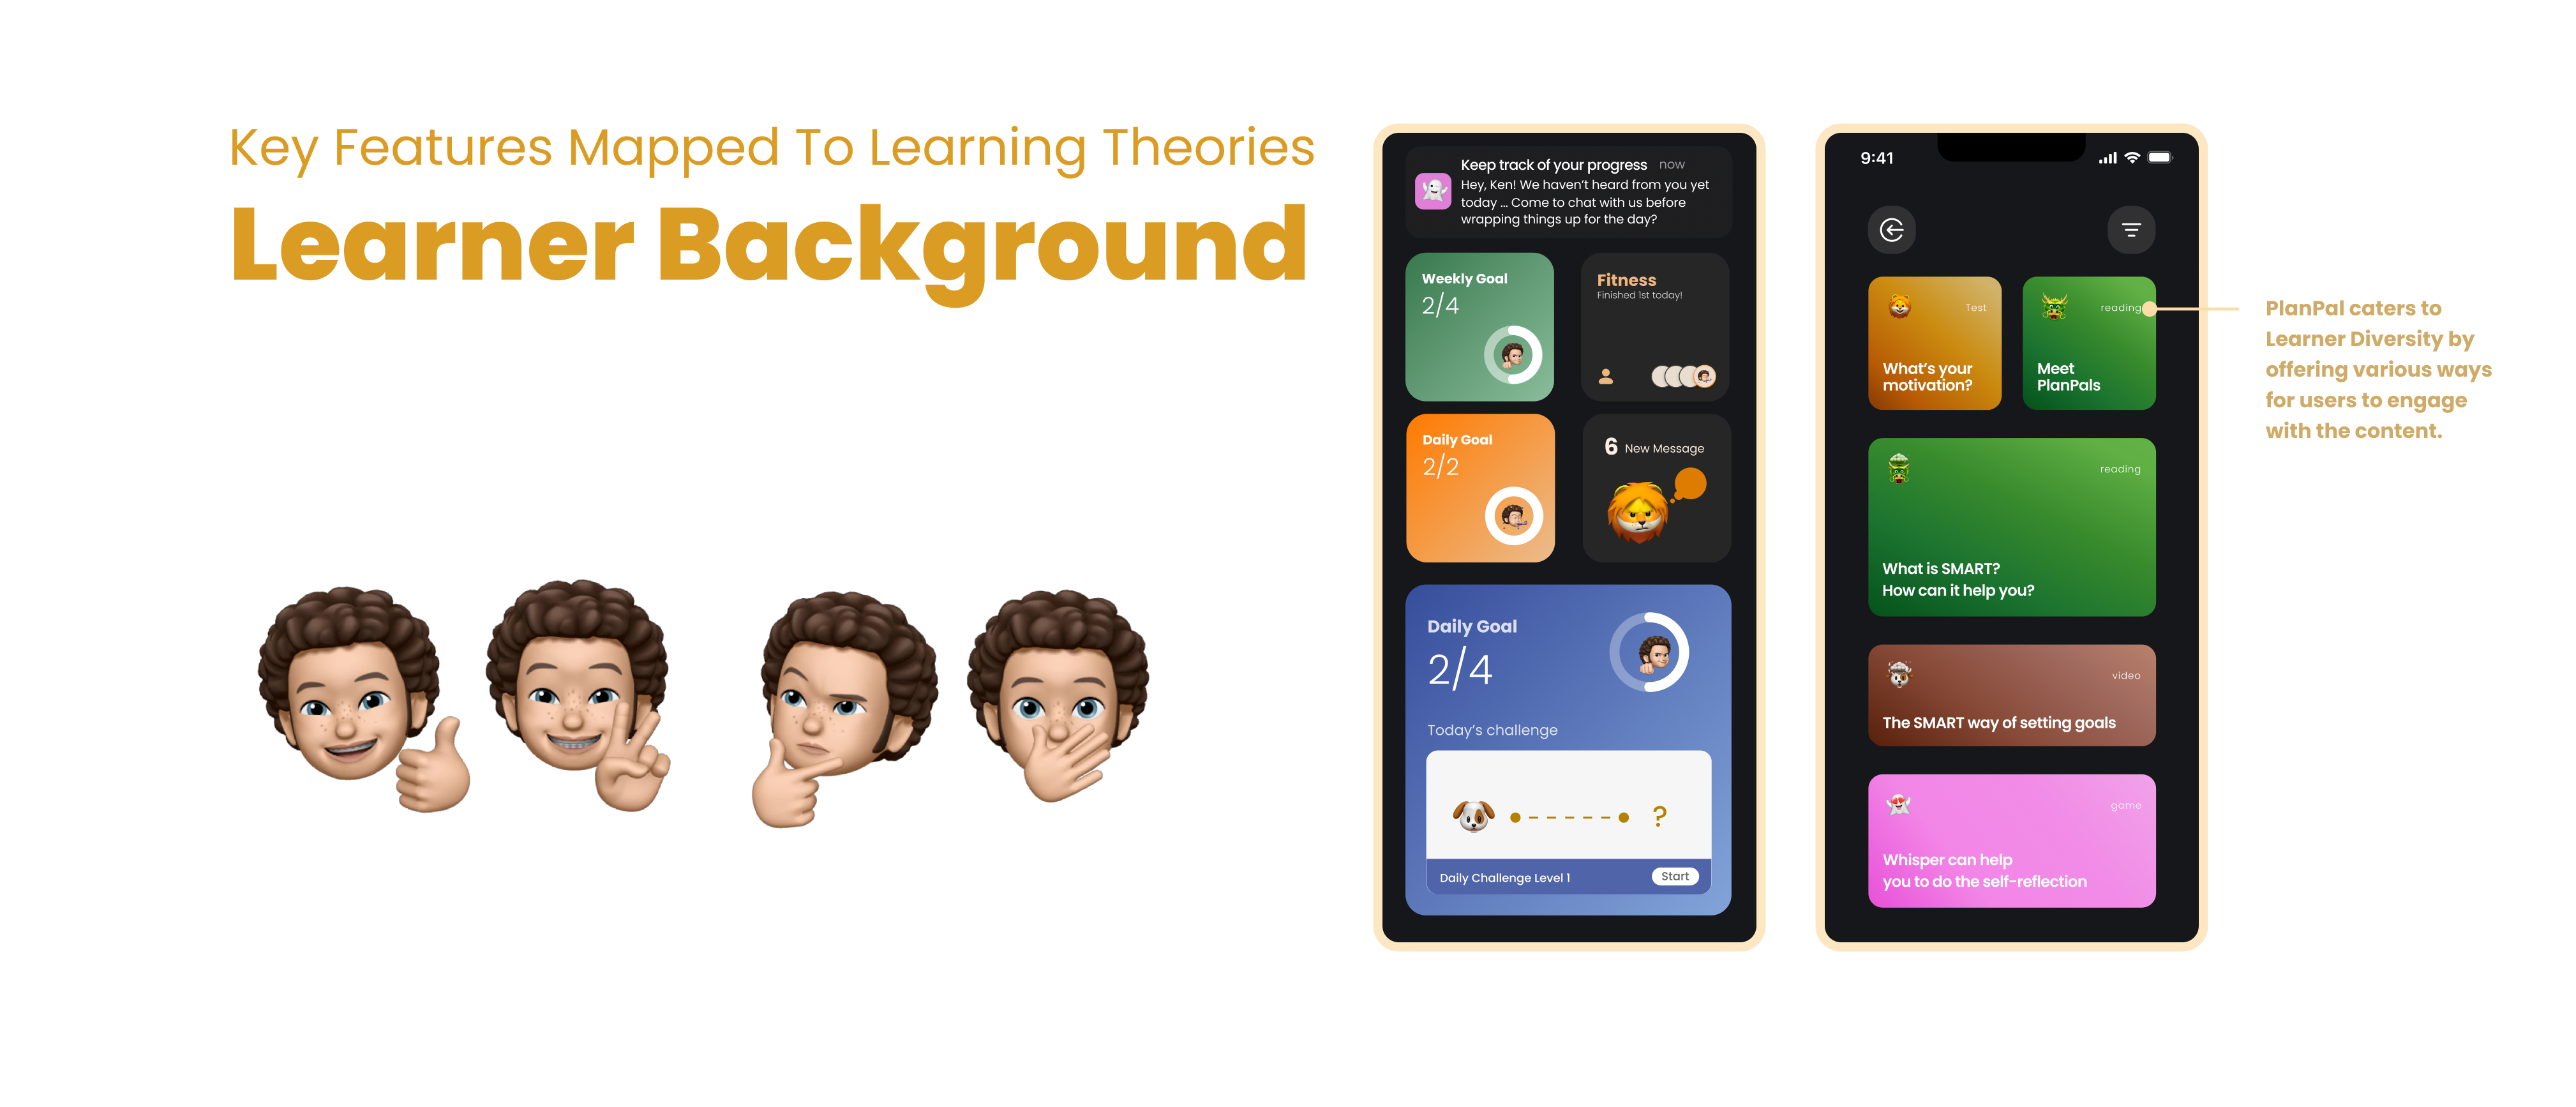 Key Features Mapped To Learning Theories
Learner Background
Keep track of your progress now
Hey, Ken! We haven't heard from you yet
today ... Come to chat with us before
wrapping things up for the day?
Weekly Goal
2/4
Fitness
Finished 1st today!
Daily Goal
2/2
6 New Message
Daily Goal
2/4
Today's challenge
?
Daily Challenge Level 1
Start
9:41
Test
What's your
motivation?
reading
Meet
PlanPals
reading
What is SMART?
How can it help you?
video
The SMART way of setting goals
game
Whisper can help
you to do the self-reflection
PlanPal caters to
Learner Diversity by
offering various ways
for users to engage
with the content.